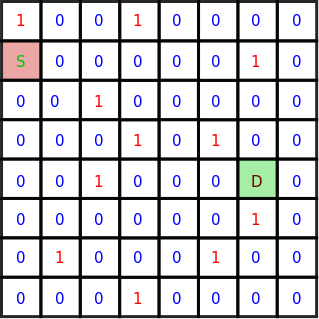 1 0 0 1 0 0 0 0
S 0 0 0 0 0 1 0
0 0 1 0 0 0 0 0
0 0 0 1 0 1 0 0
0 0 1 0 0 0 D 0
0 0 0 0 0 0 1 0
0 1 0 0 0 1 0 0
0 0 0 1 0 0 0 0